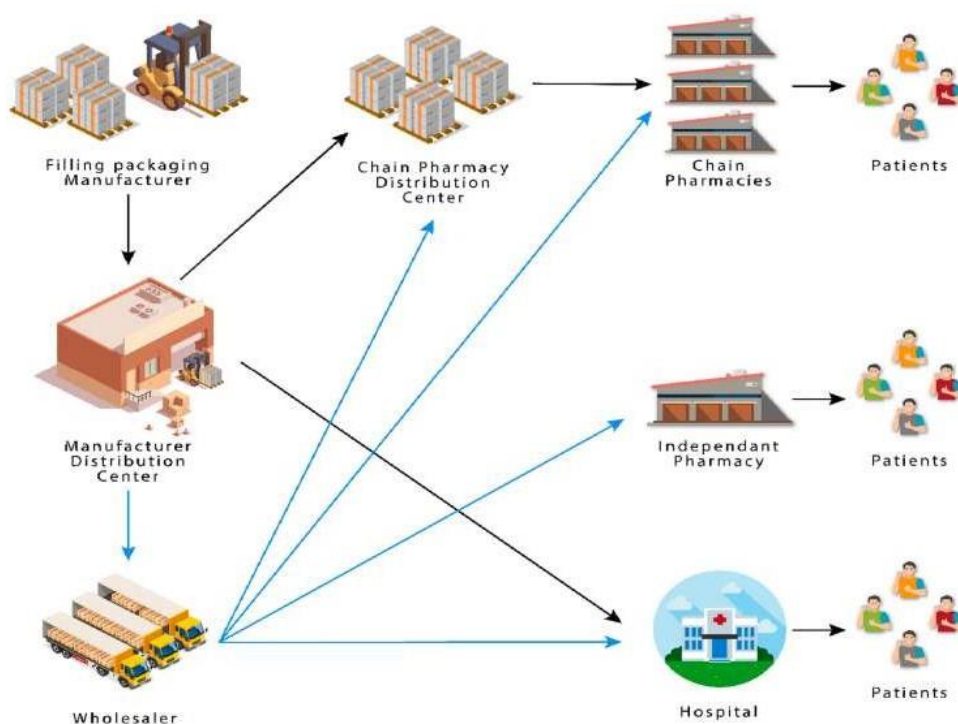 Filling packaging
Manufacturer
Chain Pharmacy
Distribution
Center
Chain
Pharmacies
Patients
Manufacturer
Distribution
Center
Independant
Pharmacy
Patients
Wholesaler
Hospital
Patients